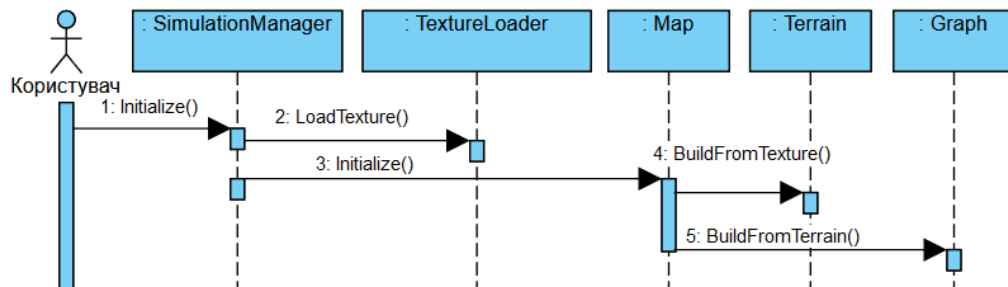 : SimulationManager
: TextureLoader
: Map
: Terrain
: Graph
Користувач
1: Initialize()
2: LoadTexture()
3: Initialize()
4: BuildFromTexture()
5: BuildFromTerrain()